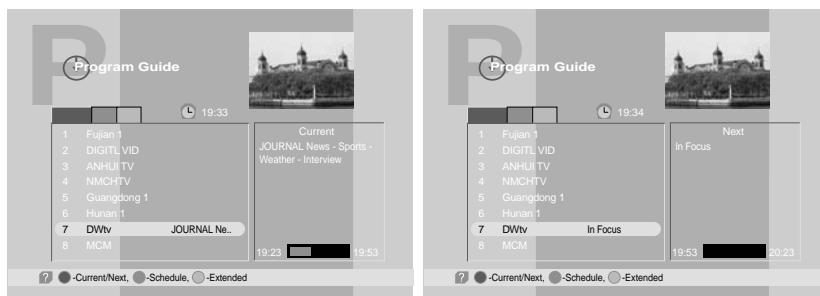 P
Program Guide
19:33
1 Fujian 1
2 DIGITL VID
3 ANHUI TV
4 NMCHTV
5 Guangdong 1
6 Hunan 1
7 DWtv JOURNAL Ne..
8 MCM
Current
JOURNAL News - Sports -
Weather - Interview
19:23 19:53
? -Current/Next, -Schedule, -Extended
P
Program Guide
19:34
1 Fujian 1
2 DIGITL VID
3 ANHUI TV
4 NMCHTV
5 Guangdong 1
6 Hunan 1
7 DWtv In Focus
8 MCM
Next
In Focus
19:53 20:23
? -Current/Next, -Schedule, -Extended